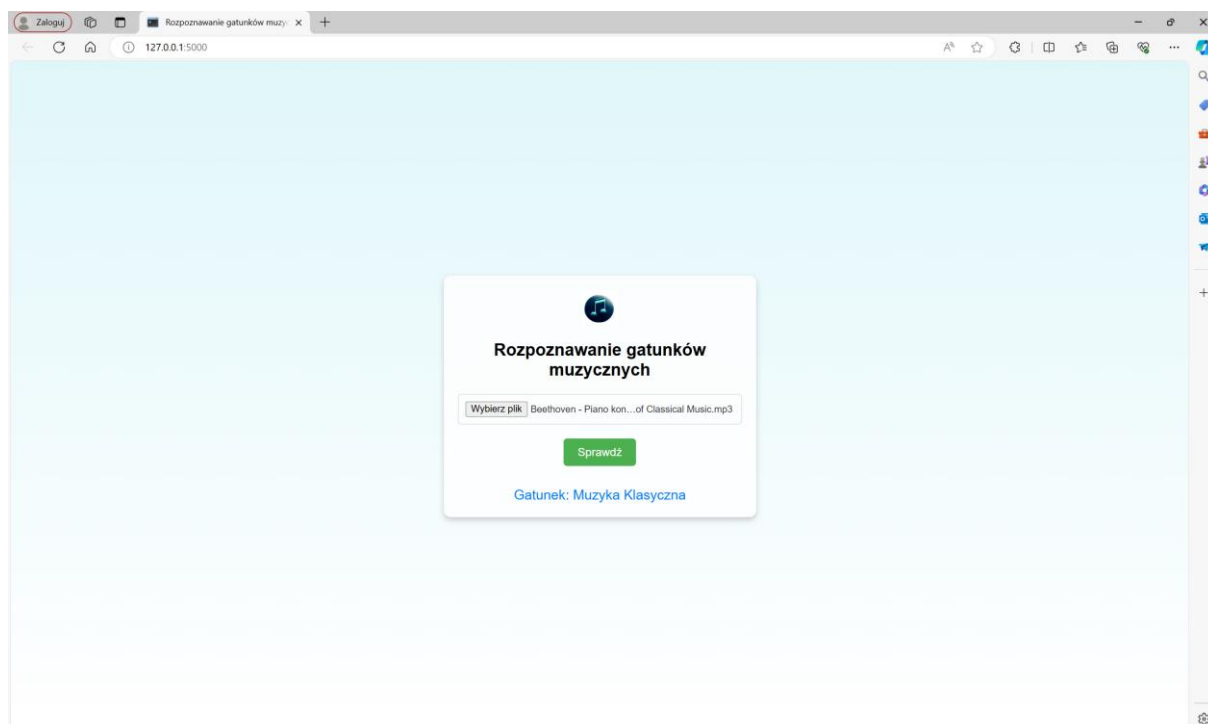 Zaloguj
Rozpoznawanie gatunków muzy
127.0.0.1:5000
Rozpoznawanie gatunków
muzycznych
Wybierz plik Beethoven - Piano kon...of Classical Music.mp3
Sprawdź
Gatunek: Muzyka Klasyczna